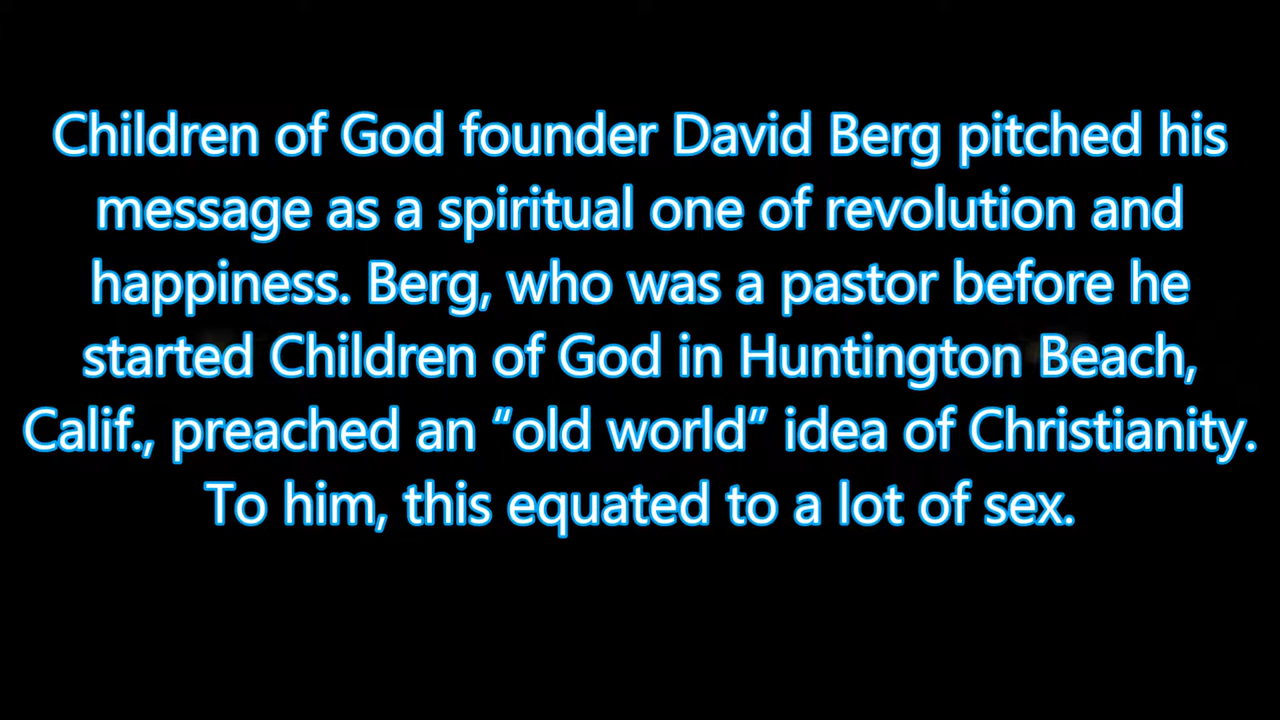 Children of God founder David Berg pitched his
message as a spiritual one of revolution and
happiness. Berg, who was a pastor before he
started Children of God in Huntington Beach,
Calif., preached an “old world” idea of Christianity.
To him, this equated to a lot of sex.